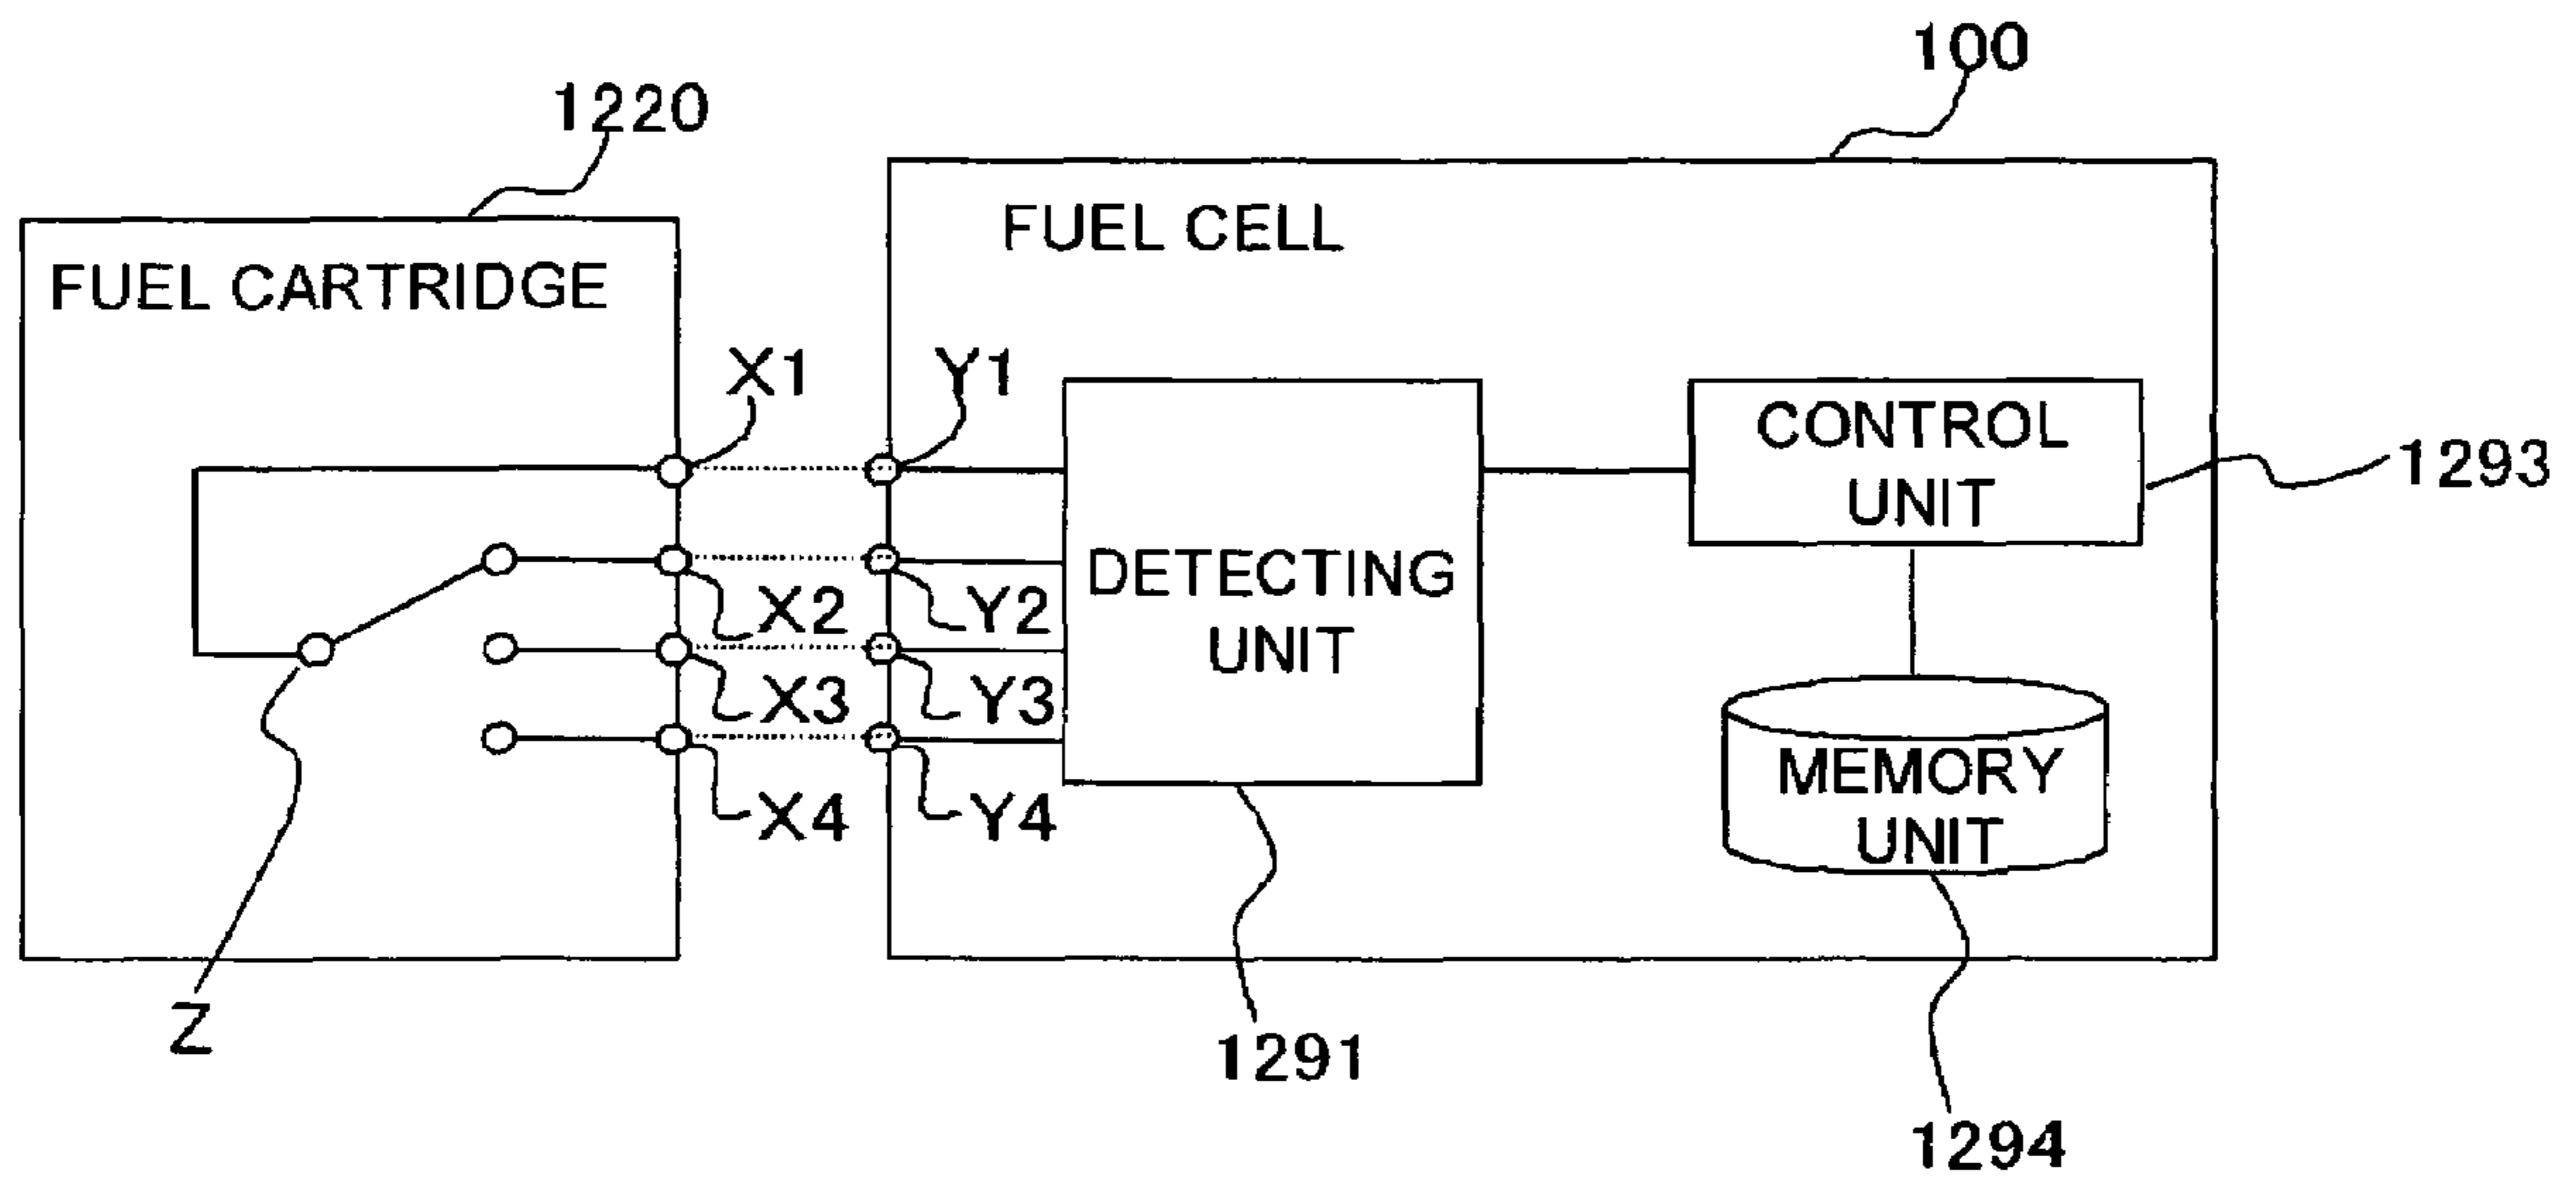 100
1220
FUEL CELL
FUEL CARTRIDGE
X1
Y1
CONTROL
UNIT
1293
DETECTING
UNIT
X2
Y2
X3
Y3
MEMORY
UNIT
X4
Y4
Z
1291
1294